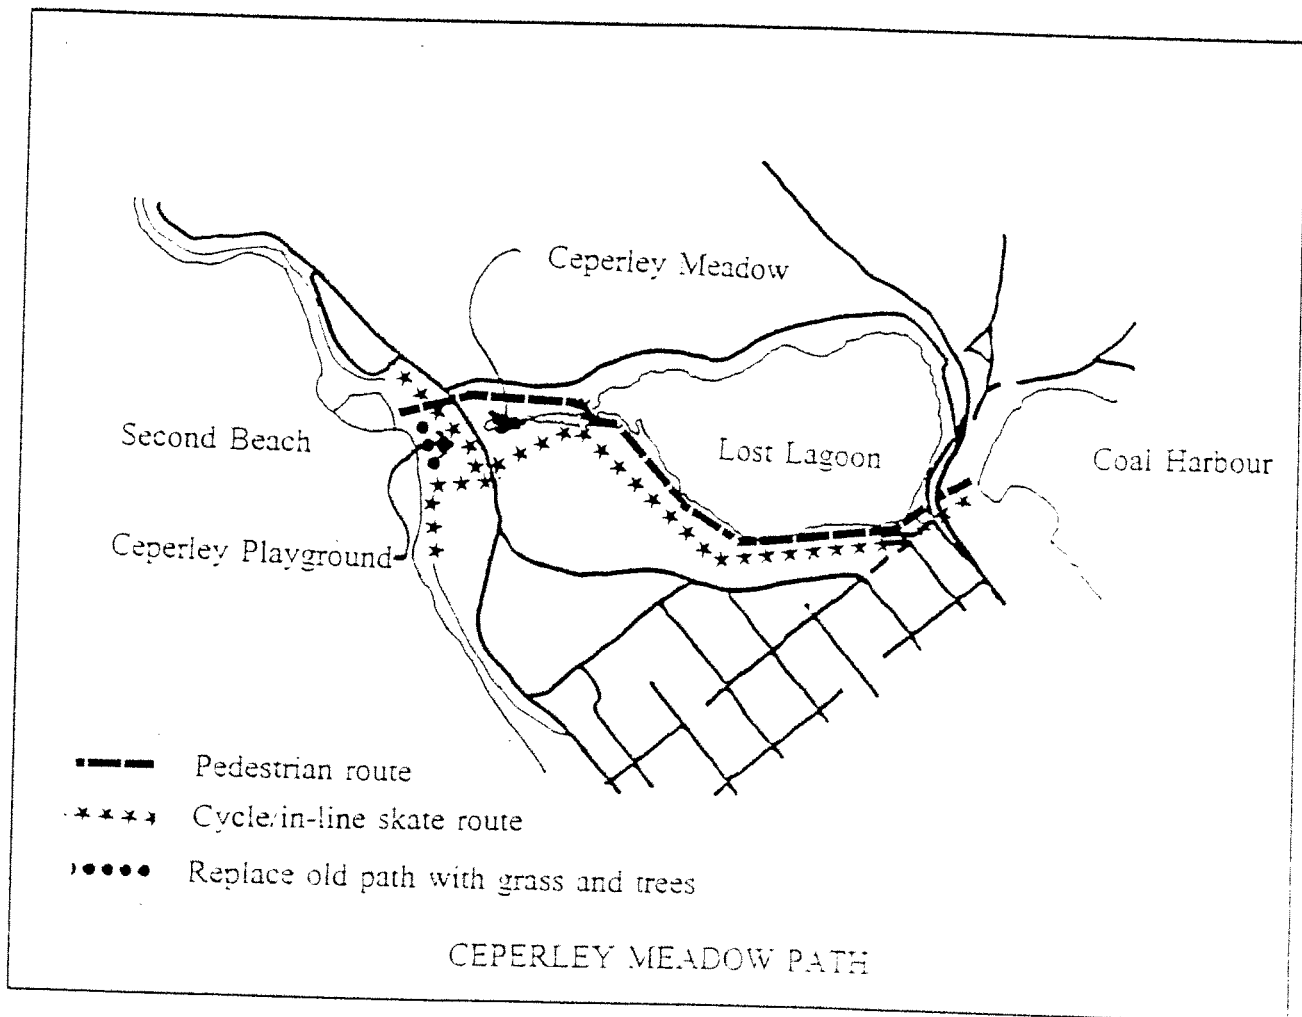 Ceperley Meadow
Second Beach
Lost Lagoon
Coal Harbour
Ceperley Playground
Pedestrian route
Cycle/in-line skate route
Replace old path with grass and trees
CEPERLEY MEADOW PATH